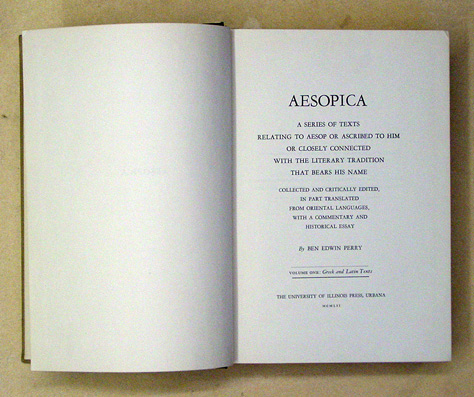 AESOPICA
A SERIES OF TEXTS
RELATING TO AESOP OR ASCRIBED TO HIM
OR CLOSELY CONNECTED
WITH THE LITERARY TRADITION
THAT BEARS HIS NAME
COLLECTED AND CRITICALLY EDITED,
IN PART TRANSLATED
FROM ORIENTAL LANGUAGES,
WITH A COMMENTARY AND
HISTORICAL ESSAY
By BEN EDWIN PERRY
VOLUME ONE: Greek and Latin Texts
THE UNIVERSITY OF ILLINOIS PRESS, URBANA
MCMLII